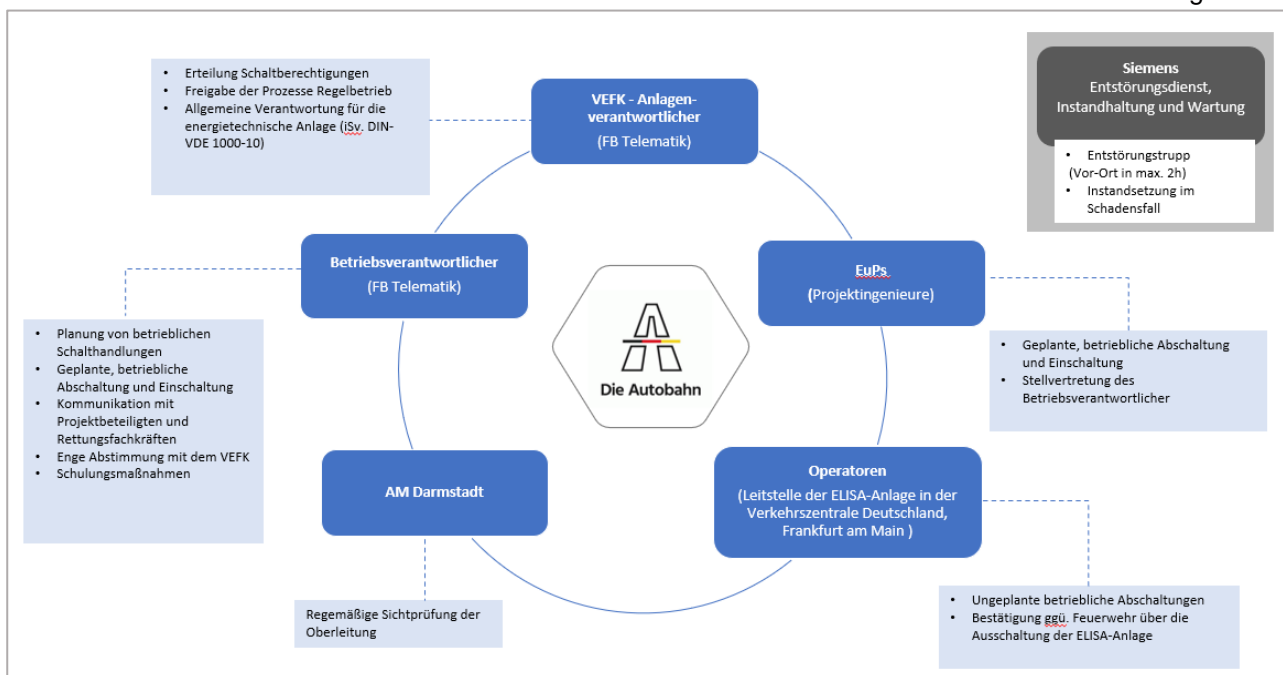 • Erteilung Schaltberechtigungen
• Freigabe der Prozesse Regelbetrieb
• Allgemeine Verantwortung für die
energietechnische Anlage (iSv. DIN-
VDE 1000-10)
VEFK - Anlagen-
verantwortlicher
(FB Telematik)
Siemens
Entstörungsdienst,
Instandhaltung und Wartung
• Entstörungstrupp
(Vor-Ort in max. 2h)
• Instandsetzung im
Schadensfall
Betriebsverantwortlicher
(FB Telematik)
EuPs
(Projektingenieure)
Die Autobahn
• Planung von betrieblichen
Schalthandlungen
• Geplante, betriebliche
Abschaltung und Einschaltung
• Kommunikation mit
Projektbeteiligten und
Rettungsfachkräften
• Enge Abstimmung mit dem VEFK
• Schulungsmaßnahmen
• Geplante, betriebliche Abschaltung
und Einschaltung
• Stellvertretung des
Betriebsverantwortlicher
AM Darmstadt
Operatoren
(Leitstelle der ELISA-Anlage in der
Verkehrszentrale Deutschland,
Frankfurt am Main )
Regemäßige Sichtprüfung der
Oberleitung
• Ungeplante betriebliche Abschaltungen
• Bestätigung ggü. Feuerwehr über die
Ausschaltung der ELISA-Anlage